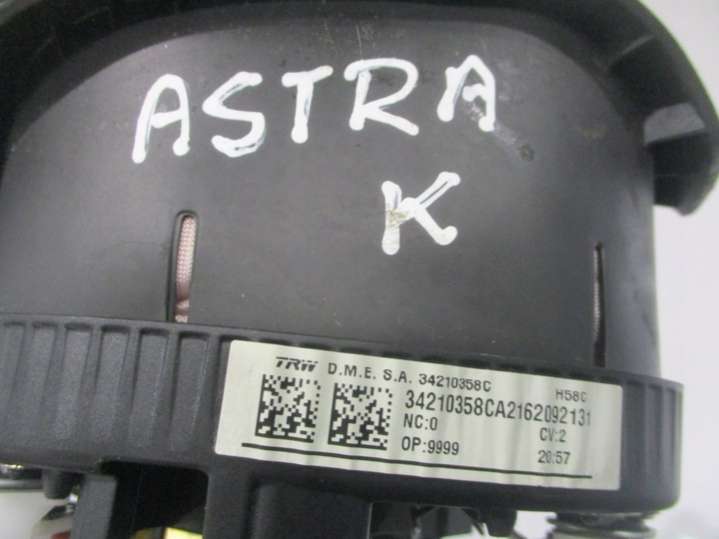 ASTRA
K
TRW D.M.E. S.A. 34210358C H58C
34210358CA2162092131
NC:0 CV:2
OP:9999 20:57